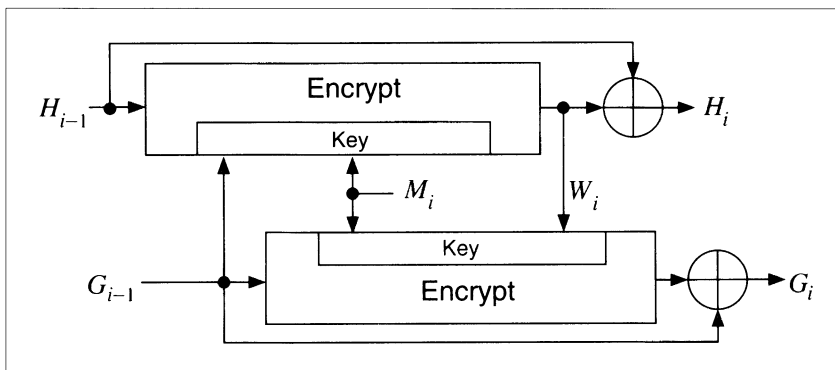 Encrypt
H_{i-1}
H_i
Key
M_i
W_i
Key
G_{i-1}
Encrypt
G_i